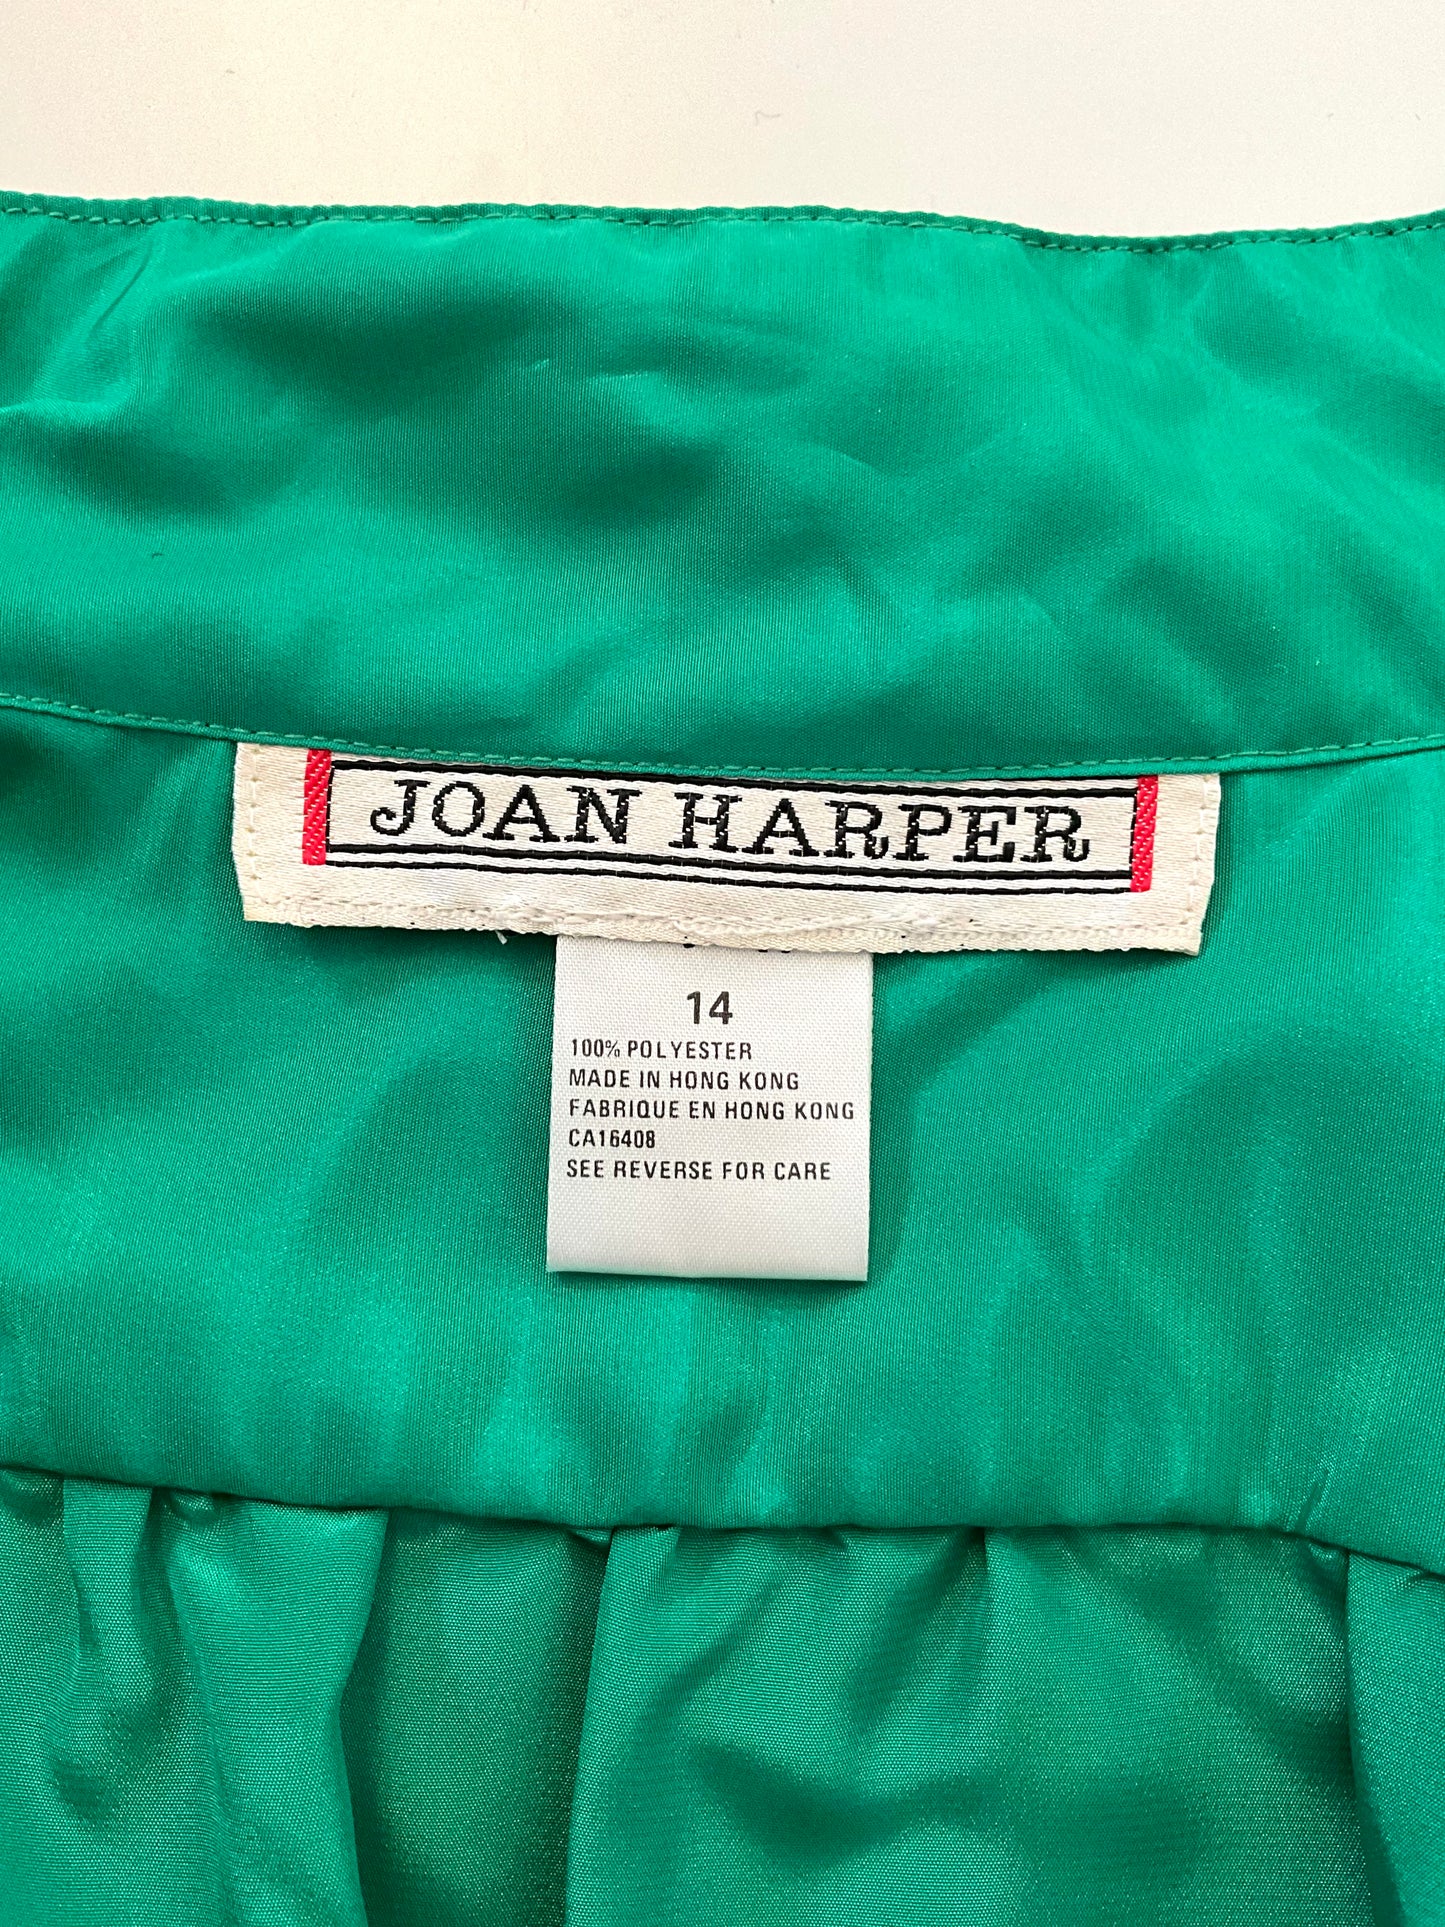 JOAN HARPER
14
100% POLYESTER
MADE IN HONG KONG
FABRIQUE EN HONG KONG
CA16408
SEE REVERSE FOR CARE